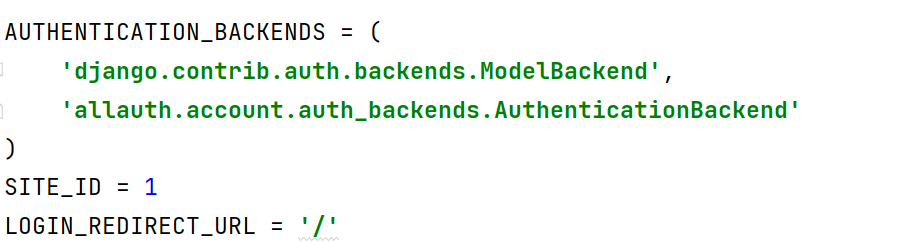 AUTHENTICATION_BACKENDS = (
    'django.contrib.auth.backends.ModelBackend',
    'allauth.account.auth_backends.AuthenticationBackend'
)
SITE_ID = 1
LOGIN_REDIRECT_URL = '/'